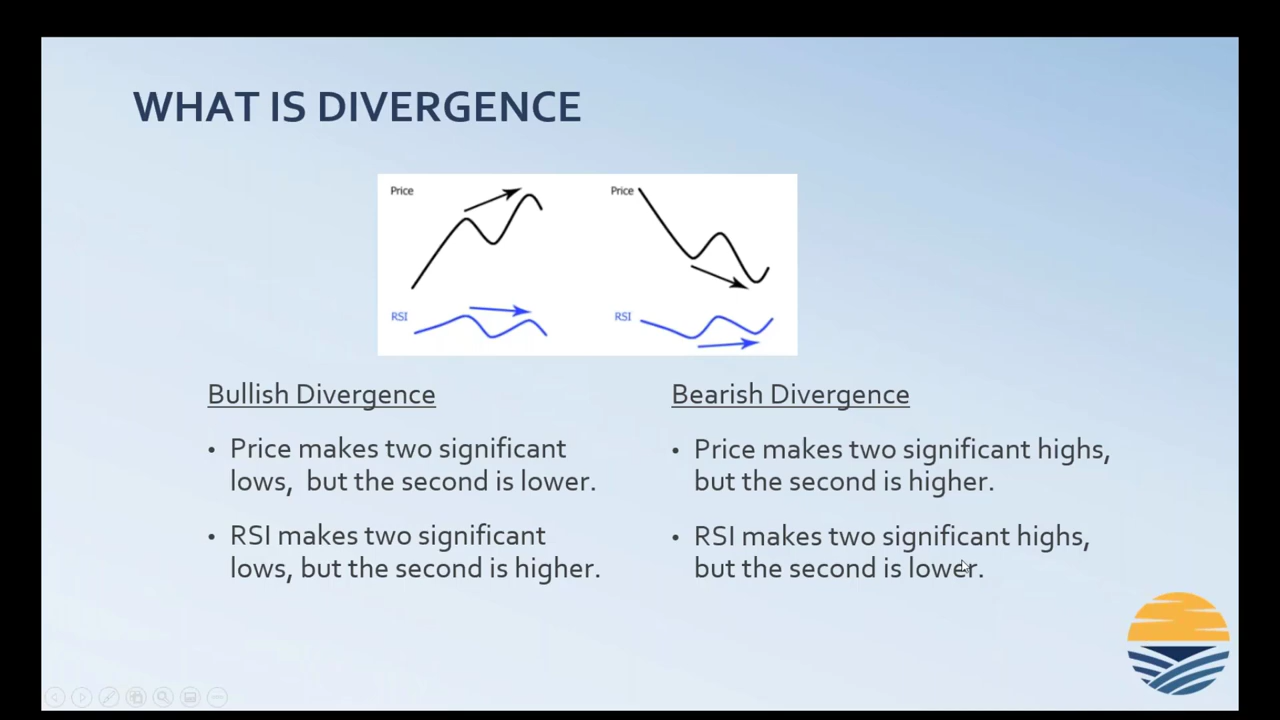 WHAT IS DIVERGENCE
Price
Price
RSI
RSI
Bullish Divergence
• Price makes two significant
lows, but the second is lower.
• RSI makes two significant
lows, but the second is higher.
Bearish Divergence
• Price makes two significant highs,
but the second is higher.
• RSI makes two significant highs,
but the second is lower.